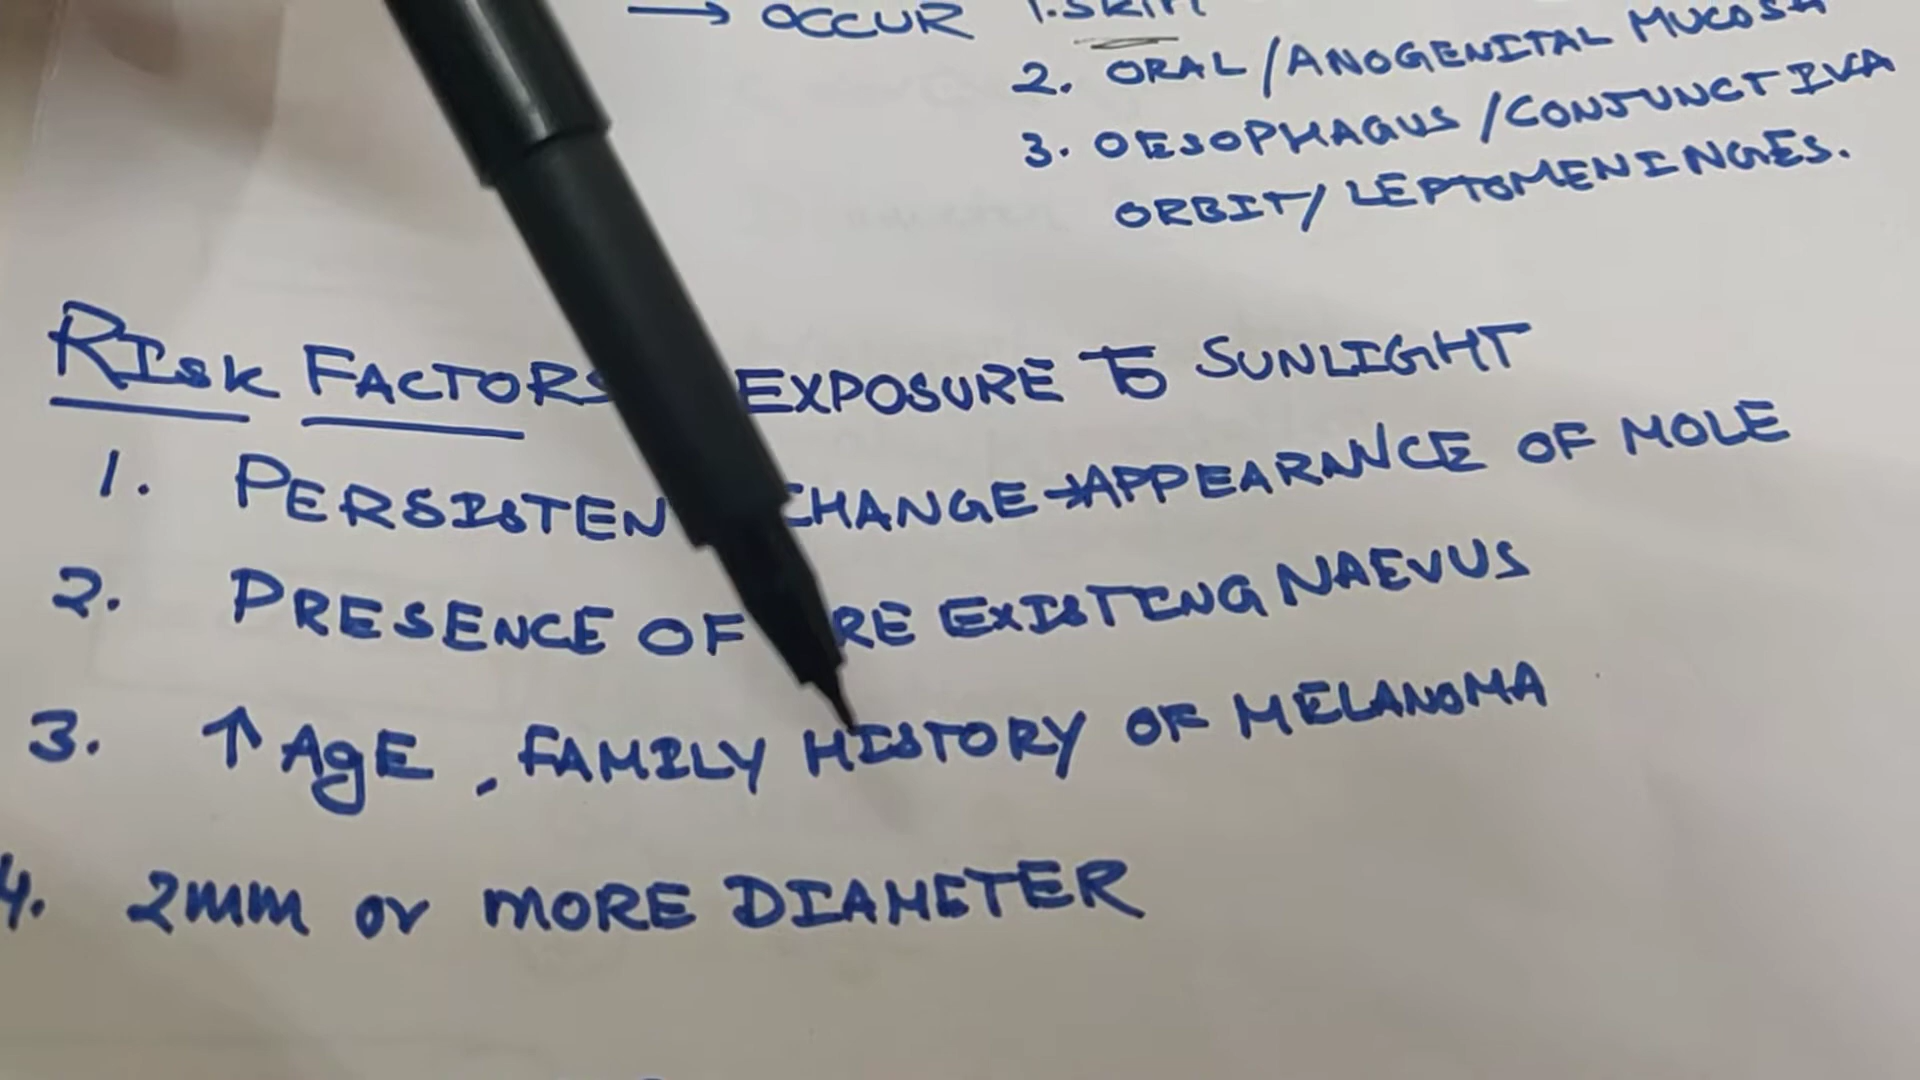 → OCCUR 1. SKIN
2. ORAL / ANOGENITAL MUCOSA
3. OESOPHAGUS / CONJUNCTIVA
ORBIT / LEPTOMENINGES.
RISK FACTORS EXPOSURE TO SUNLIGHT
1. PERSISTEN CHANGE → APPEARANCE OF MOLE
2. PRESENCE OF RE EXISTING NAEVUS
3. ↑ AgE, FAMILY HISTORY OF MELANOMA
4. 2mm or MORE DIAMETER